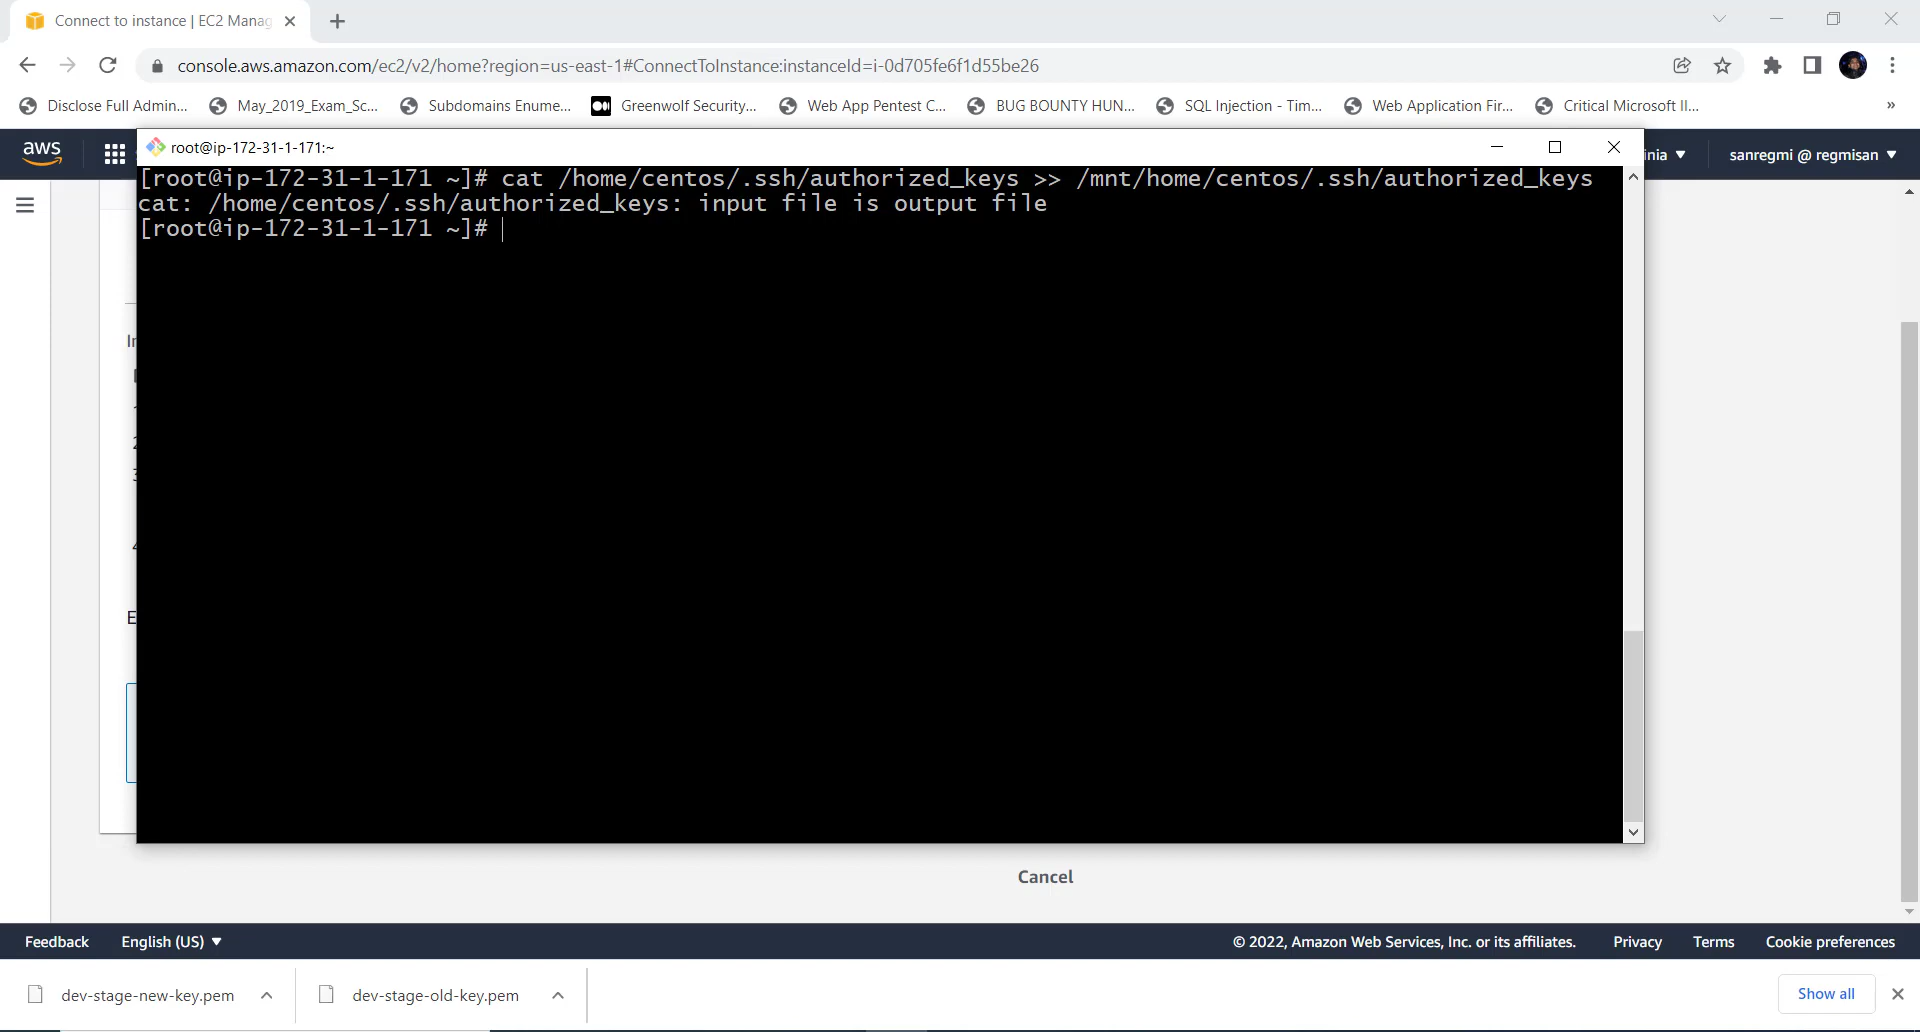 Connect to instance | EC2 Manag
console.aws.amazon.com/ec2/v2/home?region=us-east-1#ConnectToInstance:instanceId=i-0d705fe6f1d55be26
Disclose Full Admin... May_2019_Exam_Sc... Subdomains Enume... Greenwolf Security... Web App Pentest C... BUG BOUNTY HUN... SQL Injection - Tim... Web Application Fir... Critical Microsoft II... »
aws
root@ip-172-31-1-171:~
inia ▼ sanregmi @ regmisan ▼
[root@ip-172-31-1-171 ~]# cat /home/centos/.ssh/authorized_keys >> /mnt/home/centos/.ssh/authorized_keys
cat: /home/centos/.ssh/authorized_keys: input file is output file
[root@ip-172-31-1-171 ~]#
Cancel
Feedback English (US) ▼ © 2022, Amazon Web Services, Inc. or its affiliates. Privacy Terms Cookie preferences
dev-stage-new-key.pem dev-stage-old-key.pem Show all